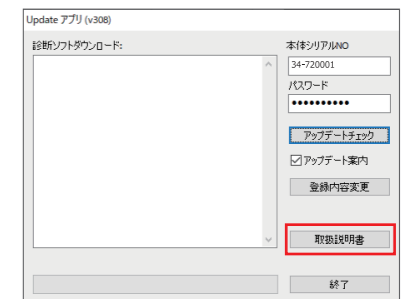 Update アプリ (v308)
診断ソフトダウンロード:
本体シリアルNO
34-720001
パスワード
●●●●●●●●●●
アップデートチェック
アップデート案内
登録内容変更
取扱説明書
終了